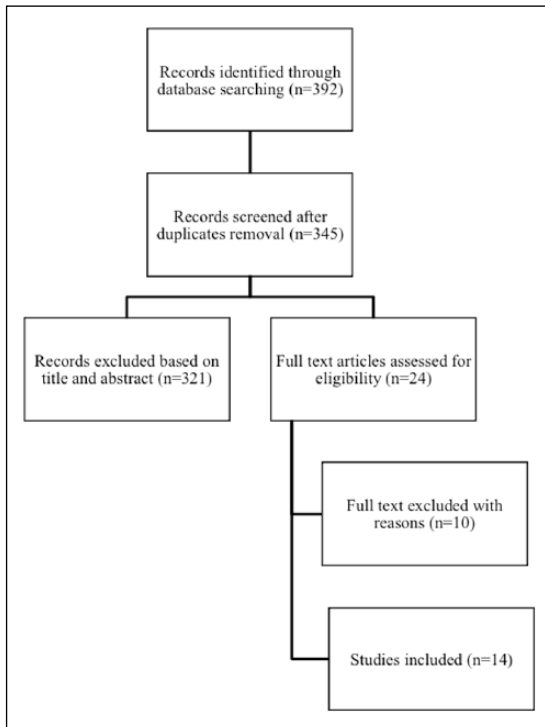 Records identified through
database searching (n=392)
Records screened after
duplicates removal (n=345)
Records excluded based on
title and abstract (n=321)
Full text articles assessed for
eligibility (n=24)
Full text excluded with
reasons (n=10)
Studies included (n=14)